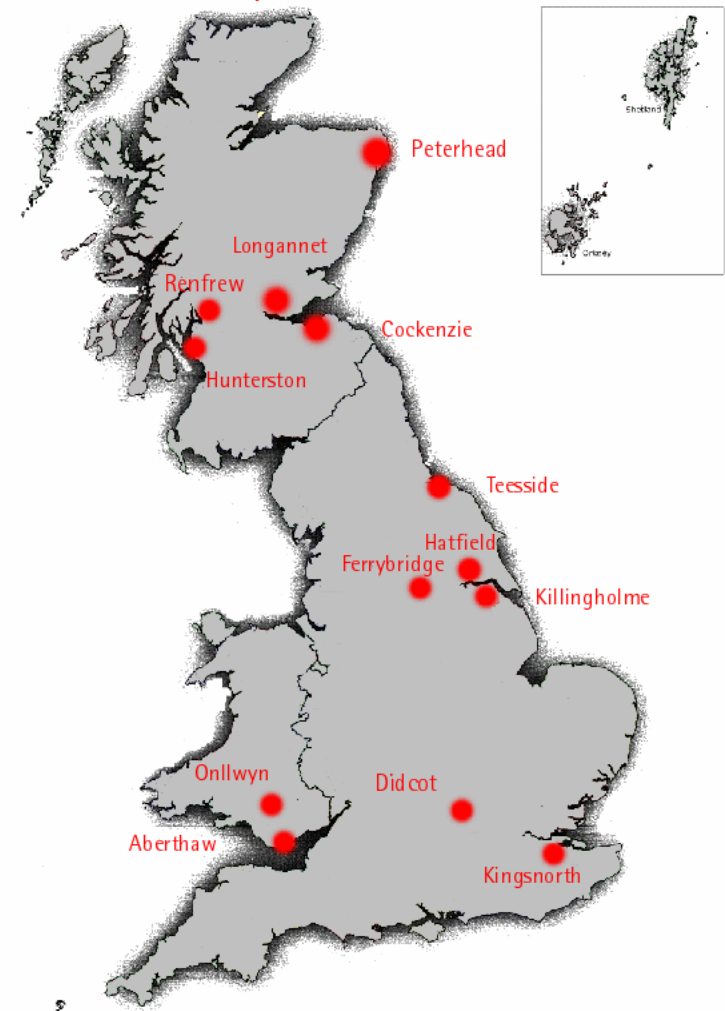 Shetland
Orkney
Peterhead
Longannet
Renfrew
Cockenzie
Hunterston
Teesside
Hatfield
Ferrybridge
Killingholme
Onllwyn
Didcot
Aberthaw
Kingsnorth